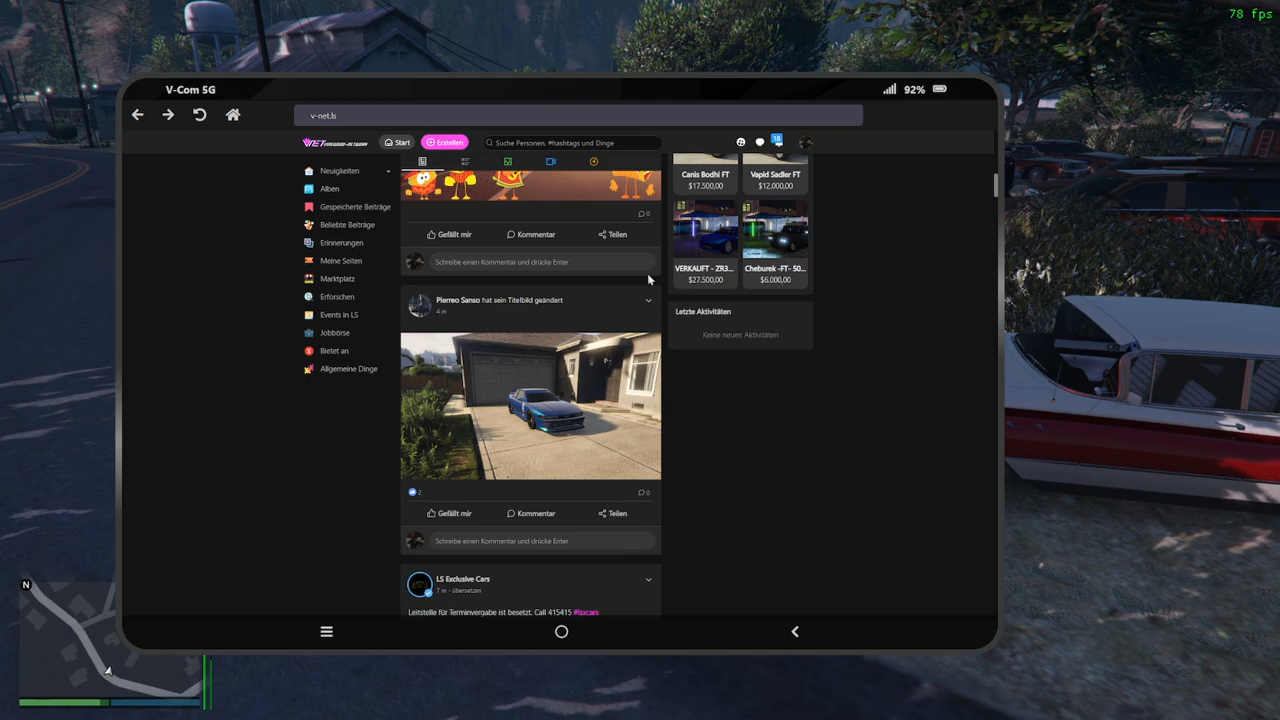 78 fps
V-Com 5G
92%
v-net.ls
VNET
Start
Erstellen
Suche Personen, #hashtags und Dinge
18
Neuigkeiten
Alben
Gespeicherte Beiträge
Beliebte Beiträge
Erinnerungen
Meine Seiten
Marktplatz
Erforschen
Events in LS
Jobbörse
Bietet an
Allgemeine Dinge
0
Gefällt mir
Kommentar
Teilen
Schreibe einen Kommentar und drücke Enter
Pierreo Sanso hat sein Titelbild geändert
4 m
2
0
Gefällt mir
Kommentar
Teilen
Schreibe einen Kommentar und drücke Enter
LS Exclusive Cars
7 m - übersetzen
Leitstelle für Terminvergabe ist besetzt. Call 415415 #lsxcars
Canis Bodhi FT
$17.500,00
Vapid Sadler FT
$12.000,00
VERKAUFT - ZR3...
$27.500,00
Cheburek -FT- 50...
$6.000,00
Letzte Aktivitäten
Keine neuen Aktivitäten
N